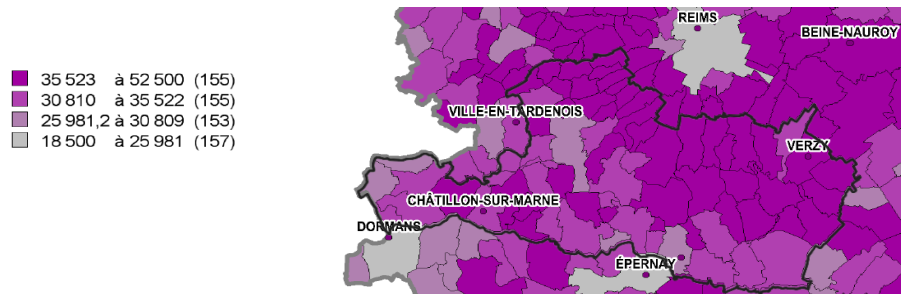 REIMS
BEINE-NAUROY
35 523 à 52 500 (155)
30 810 à 35 522 (155)
25 981,2 à 30 809 (153)
18 500 à 25 981 (157)
VILLE-EN-TARDENOIS
VERZY
CHÂTILLON-SUR-MARNE
DORMANS
ÉPERNAY